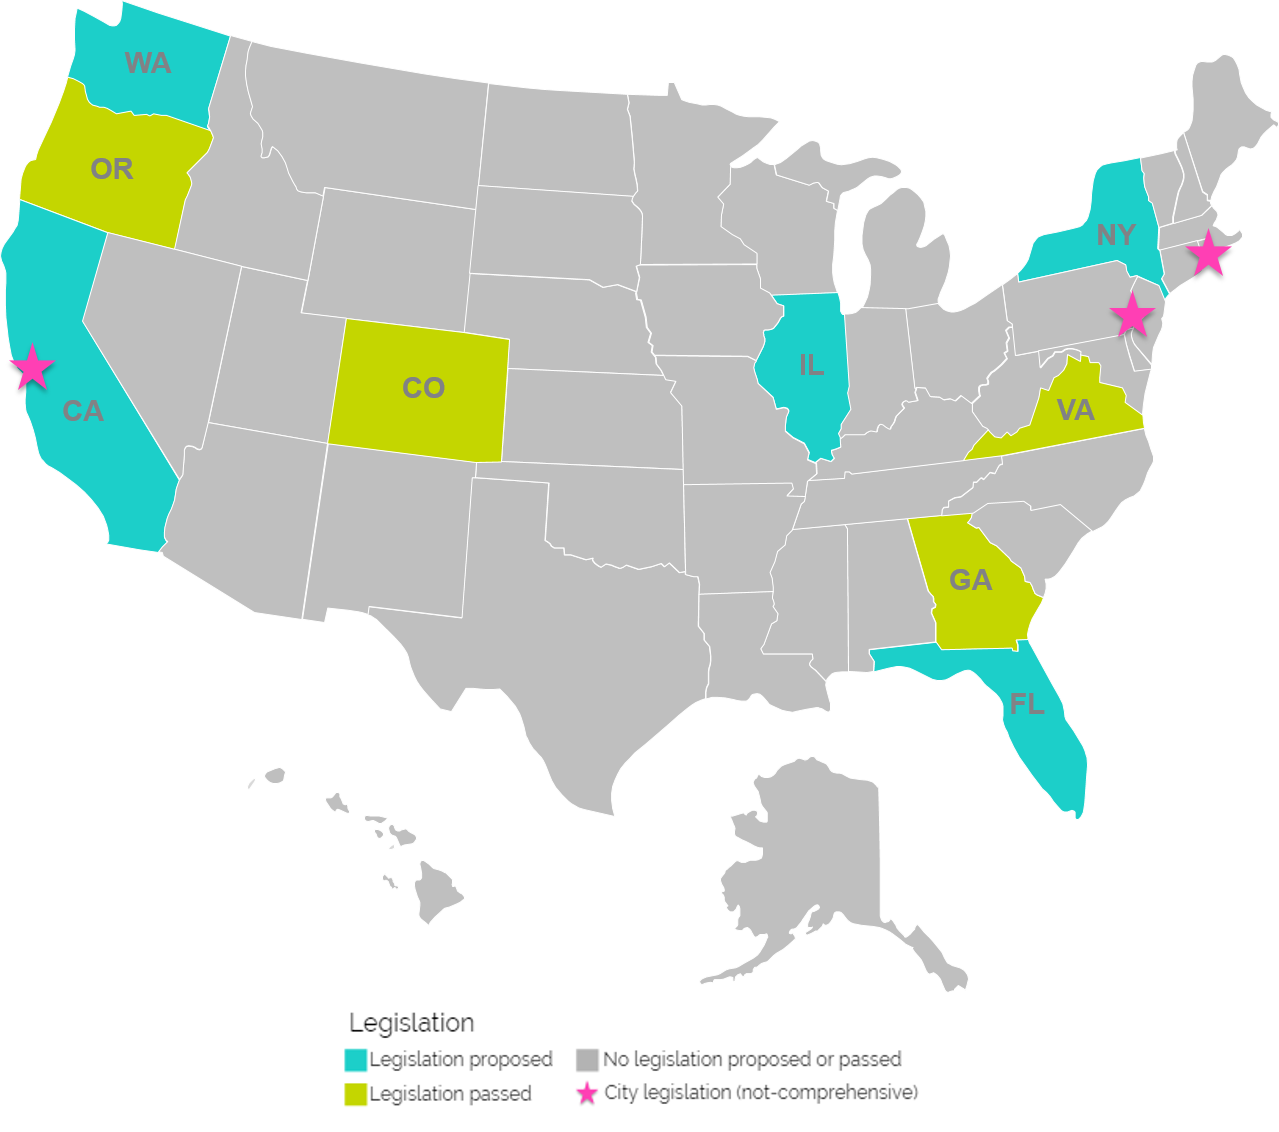 WA
OR
NY
IL
CO
CA
VA
GA
FL
Legislation
Legislation proposed
No legislation proposed or passed
Legislation passed
City legislation (not-comprehensive)